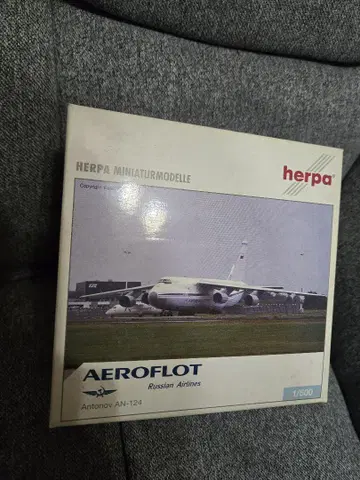 HERPA MINIATURMODELLE
herpa
AEROFLOT
Russian Airlines
Antonov AN-124
1/500